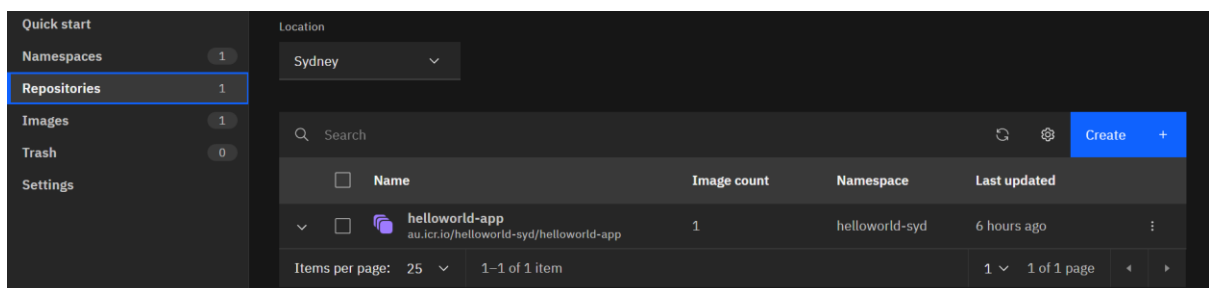 Quick start
Namespaces 1
Repositories 1
Images 1
Trash 0
Settings
Location
Sydney
Search
Create +
Name Image count Namespace Last updated
helloworld-app 1 helloworld-syd 6 hours ago
au.icr.io/helloworld-syd/helloworld-app
Items per page: 25 1–1 of 1 item 1 1 of 1 page